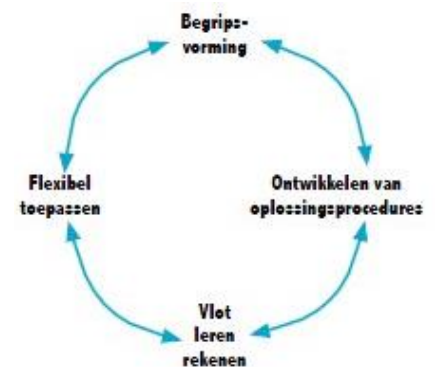 Begrips-
vorming
Flexibel
toepassen
Ontwikkelen van
oplossingsprocedures
Vlot
leren
rekenen